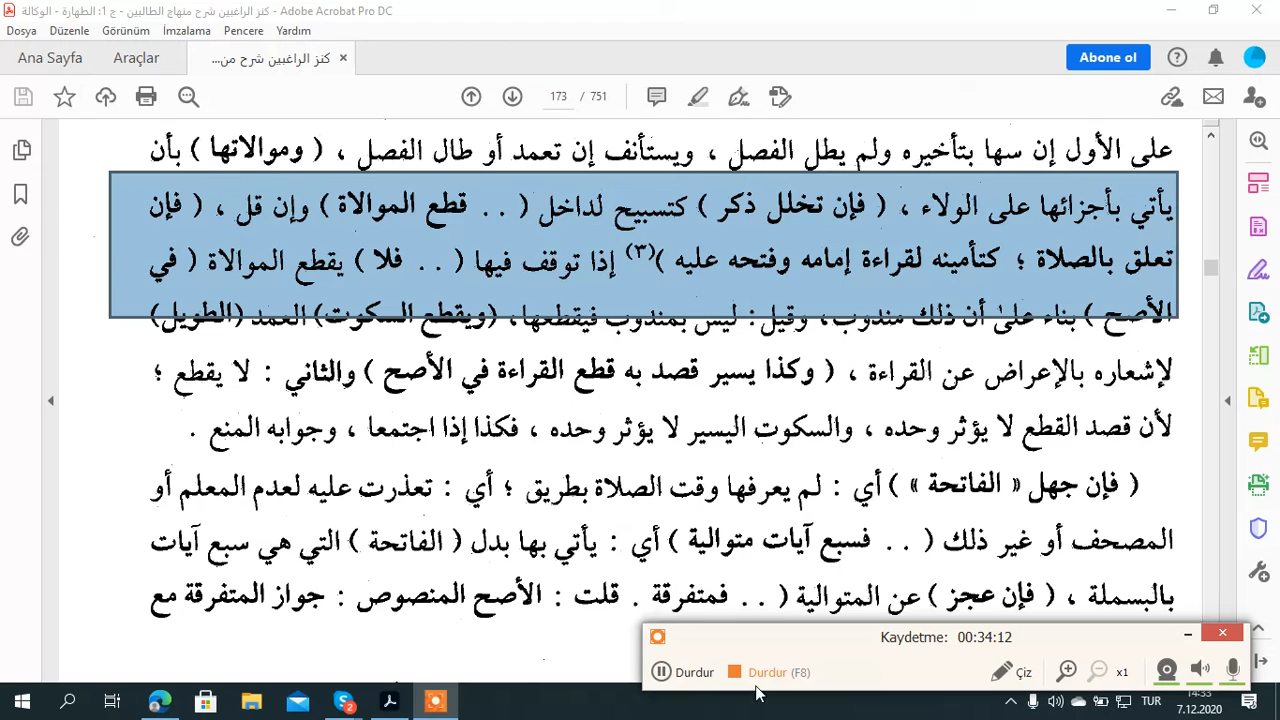 كنز الراغبين شرح منهاج الطالبين - ج 1: الطهارة - الوكالة - Adobe Acrobat Pro DC
Dosya Düzenle Görünüm İmzalama Pencere Yardım
Ana Sayfa Araçlar كنز الراغبين شرح من... × Abone ol
173 / 751
على الأول إن سها بتأخيره ولم يطل الفصل ، ويستأنف إن تعمد أو طال الفصل ، ( وموالاتها ) بأن
يأتي بأجزائها على الولاء ، ( فإن تخلل ذكر ) كتسبيح لداخل ( . . قطع الموالاة ) وإن قل ، ( فإن
تعلق بالصلاة ؛ كتأمينه لقراءة إمامه وفتحه عليه )(٣) إذا توقف فيها ( . . فلا ) يقطع الموالاة ( في
الأصح ) بناء علىٰ أن ذلك مندوب، وقيل: ليس بمندوب فيقطعها، (ويقطع السكوت) العمد (الطويل)
لإشعاره بالإعراض عن القراءة ، ( وكذا يسير قصد به قطع القراءة في الأصح ) والثاني : لا يقطع ؛
لأن قصد القطع لا يؤثر وحده ، والسكوت اليسير لا يؤثر وحده ، فكذا إذا اجتمعا ، وجوابه المنع .
( فإن جهل « الفاتحة » ) أي : لم يعرفها وقت الصلاة بطريق ؛ أي : تعذرت عليه لعدم المعلم أو
المصحف أو غير ذلك ( . . فسبع آيات متوالية ) أي : يأتي بها بدل ( الفاتحة ) التي هي سبع آيات
بالبسملة ، ( فإن عجز ) عن المتوالية ( . . فمتفرقة . قلت : الأصح المنصوص : جواز المتفرقة مع
Kaydetme: 00:34:12
Durdur Durdur (F8) Çiz x1
TUR 14:33
7.12.2020